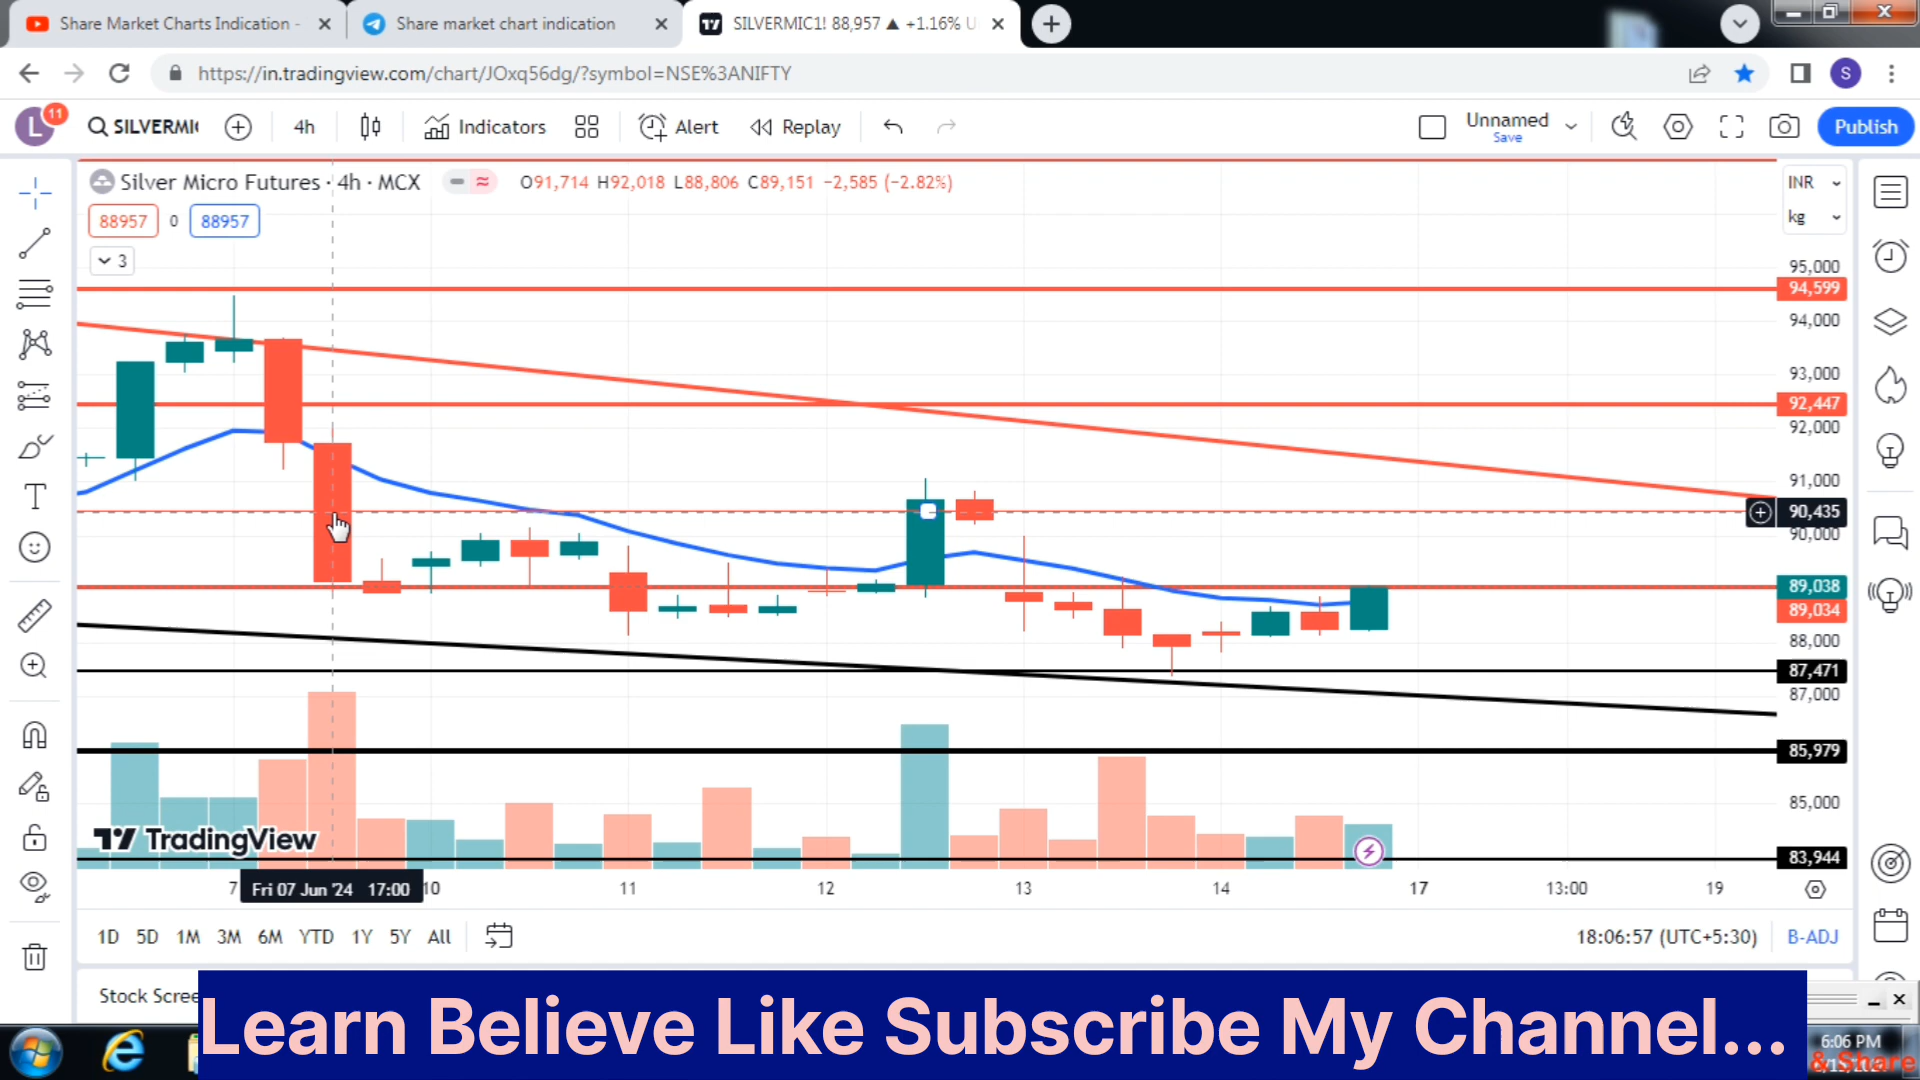 Share Market Charts Indication -
Share market chart indication
SILVERMIC1! 88,957 ▲ +1.16% U
https://in.tradingview.com/chart/JOxq56dg/?symbol=NSE%3ANIFTY
S
L
11
SILVERMI
4h
Indicators
Alert
Replay
Unnamed
Save
Publish
Silver Micro Futures · 4h · MCX
O91,714 H92,018 L88,806 C89,151 −2,585 (−2.82%)
INR
kg
88957
0
88957
3
95,000
94,599
94,000
93,000
92,447
92,000
91,000
90,435
90,000
89,038
89,034
88,000
87,471
87,000
85,979
85,000
83,944
TradingView
7
Fri 07 Jun '24 17:00
10
11
12
13
14
17
13:00
19
1D 5D 1M 3M 6M YTD 1Y 5Y All
18:06:57 (UTC+5:30)
B-ADJ
Stock Scree
Learn Believe Like Subscribe My Channel...
6:06 PM
& Share